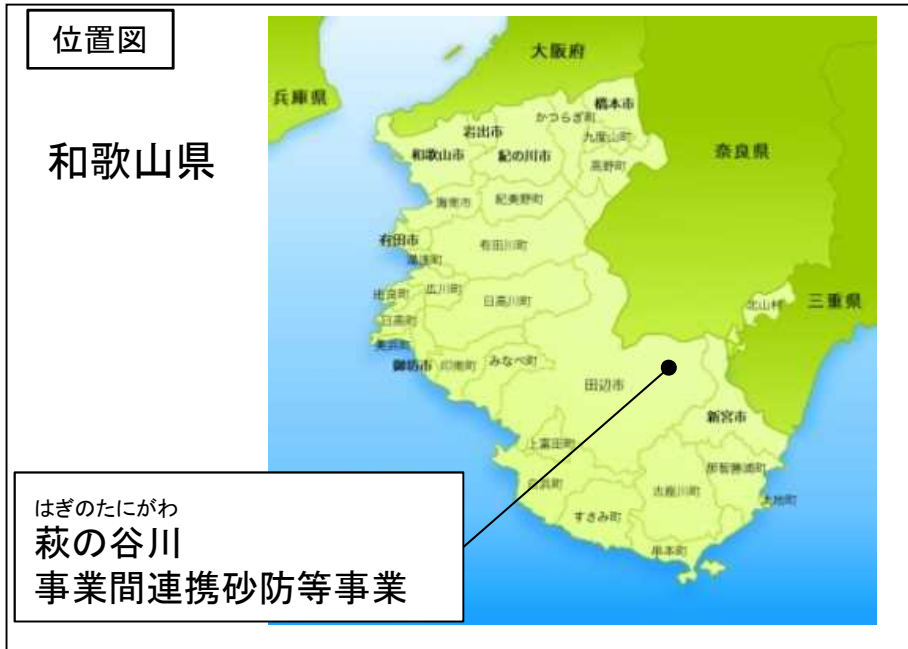 位置図
和歌山県
大阪府
兵庫県
橋本市
かつらぎ町
岩出市
九度山町
和歌山市
紀の川市
高野町
奈良県
海南市
紀美野町
有田市
有田川町
湯浅町
広川町
由良町
日高川町
北山村
三重県
日高町
美浜町
御坊市
印南町
みなべ町
田辺市
新宮市
上富田町
那智勝浦町
白浜町
古座川町
太地町
すさみ町
串本町
はぎのたにがわ
萩の谷川
事業間連携砂防等事業